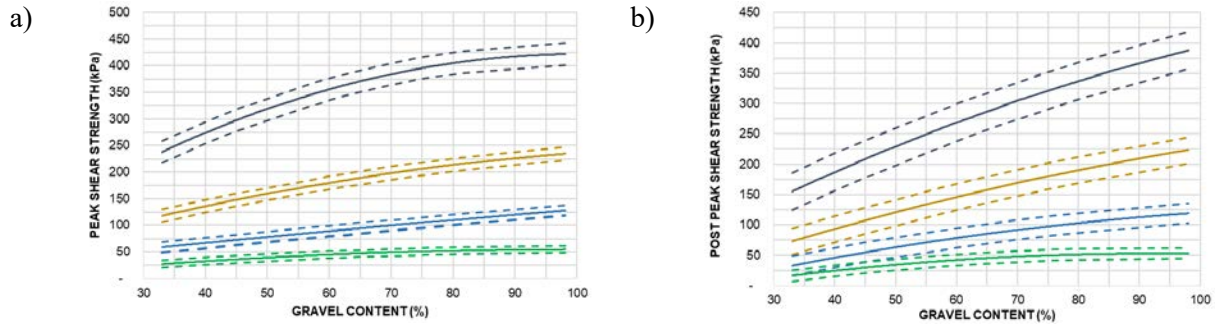 a)
PEAK SHEAR STRENGTH (kPa)
500
450
400
350
300
250
200
150
100
50
-
30 40 50 60 70 80 90 100
GRAVEL CONTENT (%)
b)
POST PEAK SHEAR STRENGTH (kPa)
450
400
350
300
250
200
150
100
50
-
30 40 50 60 70 80 90 100
GRAVEL CONTENT (%)